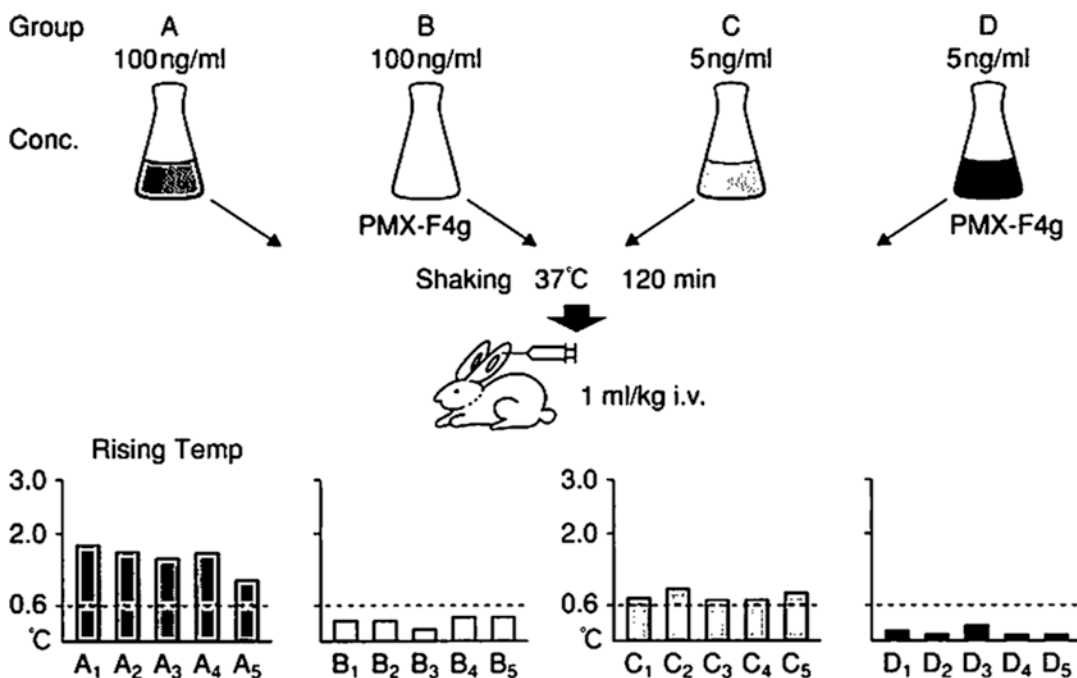 Group A B C D
100ng/ml 100ng/ml 5ng/ml 5ng/ml
Conc.
PMX-F4g PMX-F4g
Shaking 37℃ 120 min
1 ml/kg i.v.
Rising Temp
3.0 3.0
2.0 2.0
0.6 0.6
℃ ℃
A₁ A₂ A₃ A₄ A₅ B₁ B₂ B₃ B₄ B₅ C₁ C₂ C₃ C₄ C₅ D₁ D₂ D₃ D₄ D₅